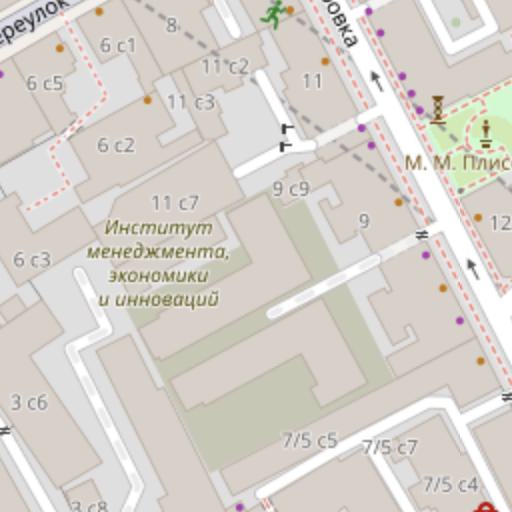 ереулок
ровка
8
6 с1
6 с5
11 с2
11
11 с3
6 с2
М. М. Плис
9 с9
11 с7
9
12
Институт
менеджмента,
экономики
и инноваций
6 с3
3 с6
7/5 с5
7/5 с7
7/5 с4
3 с8